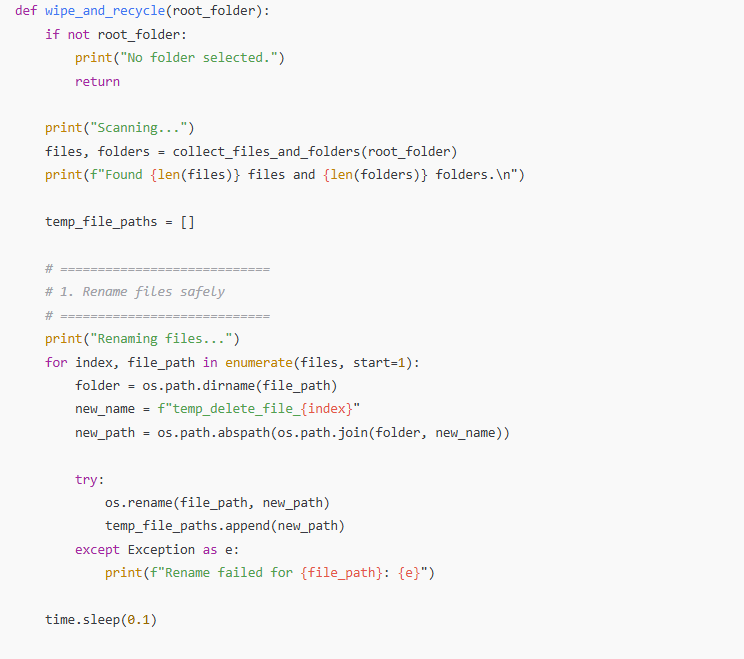 def wipe_and_recycle(root_folder):
    if not root_folder:
        print("No folder selected.")
        return

    print("Scanning...")
    files, folders = collect_files_and_folders(root_folder)
    print(f"Found {len(files)} files and {len(folders)} folders.\n")

    temp_file_paths = []

    # ============================
    # 1. Rename files safely
    # ============================
    print("Renaming files...")
    for index, file_path in enumerate(files, start=1):
        folder = os.path.dirname(file_path)
        new_name = f"temp_delete_file_{index}"
        new_path = os.path.abspath(os.path.join(folder, new_name))

        try:
            os.rename(file_path, new_path)
            temp_file_paths.append(new_path)
        except Exception as e:
            print(f"Rename failed for {file_path}: {e}")

    time.sleep(0.1)